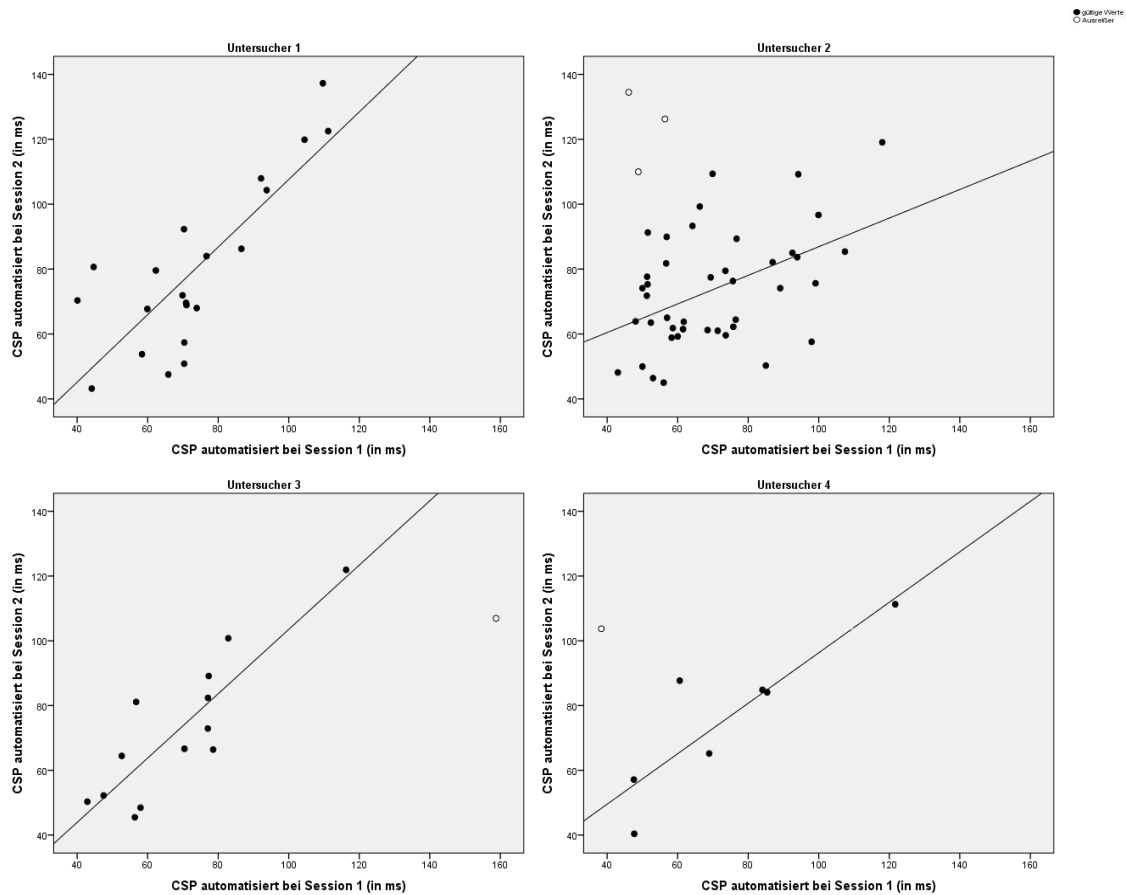 gültige Werte
Ausreißer
Untersucher 1
CSP automatisiert bei Session 2 (in ms)
140
120
100
80
60
40
40 60 80 100 120 140 160
CSP automatisiert bei Session 1 (in ms)
Untersucher 2
CSP automatisiert bei Session 2 (in ms)
140
120
100
80
60
40
40 60 80 100 120 140 160
CSP automatisiert bei Session 1 (in ms)
Untersucher 3
CSP automatisiert bei Session 2 (in ms)
140
120
100
80
60
40
40 60 80 100 120 140 160
CSP automatisiert bei Session 1 (in ms)
Untersucher 4
CSP automatisiert bei Session 2 (in ms)
140
120
100
80
60
40
40 60 80 100 120 140 160
CSP automatisiert bei Session 1 (in ms)